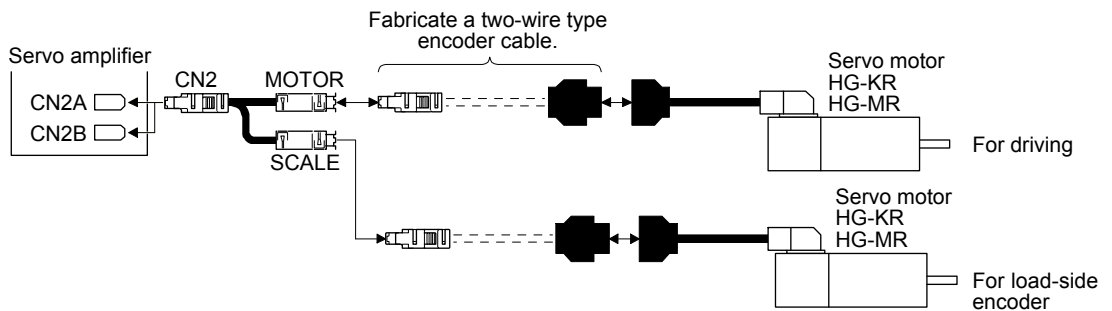 Fabricate a two-wire type
encoder cable.
Servo amplifier
CN2A
CN2B
CN2
MOTOR
SCALE
Servo motor
HG-KR
HG-MR
For driving
Servo motor
HG-KR
HG-MR
For load-side
encoder